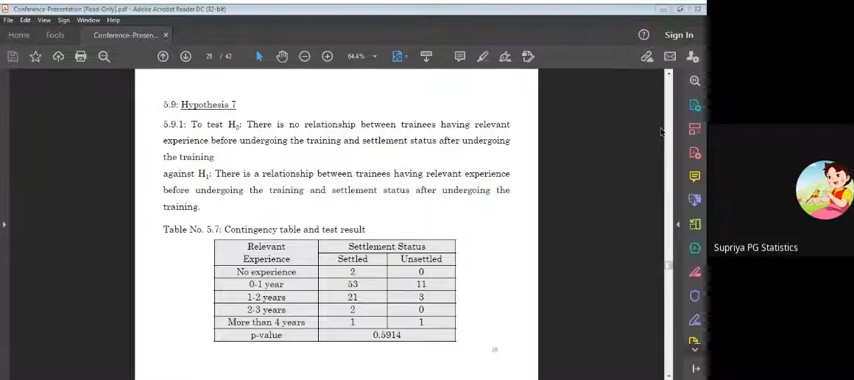 Conference-Presentation [Read-Only].pdf - Adobe Acrobat Reader DC (32-bit)
File Edit View Sign Window Help
Home Tools Conference-Presen... ×
Sign In
28 / 42
64.4%
5.9: Hypothesis 7
5.9.1: To test H0: There is no relationship between trainees having relevant
experience before undergoing the training and settlement status after undergoing
the training
against H1: There is a relationship between trainees having relevant experience
before undergoing the training and settlement status after undergoing the
training.
Table No. 5.7: Contingency table and test result
Relevant Experience Settlement Status
Settled Unsettled
No experience 2 0
0-1 year 53 11
1-2 years 21 3
2-3 years 2 0
More than 4 years 1 1
p-value 0.5914
28
Supriya PG Statistics